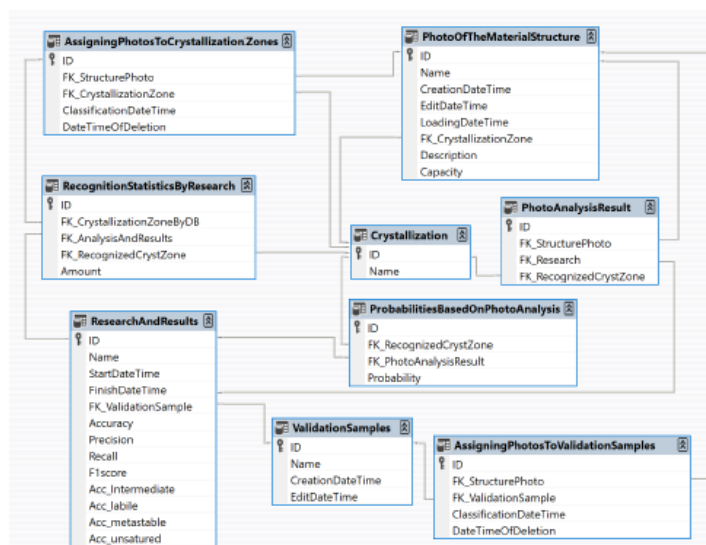 AssigningPhotosToCrystallization.Zones
ID
FK_StructurePhoto
FK_CrystallizationZone
ClassificationDateTime
DateTimeOfDeletion
PhotoOfTheMaterialStructure
ID
Name
CreationDateTime
EditDateTime
LoadingDateTime
FK_CrystallizationZone
Description
Capacity
RecognitionStatisticsByResearch
ID
FK_CrystallizationZoneByDB
FK_AnalysisAndResults
FK_RecognizedCrystZone
Amount
Crystallization
ID
Name
PhotoAnalysisResult
ID
FK_StructurePhoto
FK_Research
FK_RecognizedCrystZone
ProbabilitiesBasedOnPhotoAnalysis
ID
FK_RecognizedCrystZone
FK_PhotoAnalysisResult
Probability
ResearchAndResults
ID
Name
StartDateTime
FinishDateTime
FK_ValidationSample
Accuracy
Precision
Recall
F1score
Acc_Intermediate
Acc_labile
Acc_metastable
Acc_unsatured
ValidationSamples
ID
Name
CreationDateTime
EditDateTime
AssigningPhotosToValidationSamples
ID
FK_StructurePhoto
FK_ValidationSample
ClassificationDateTime
DateTimeOfDeletion